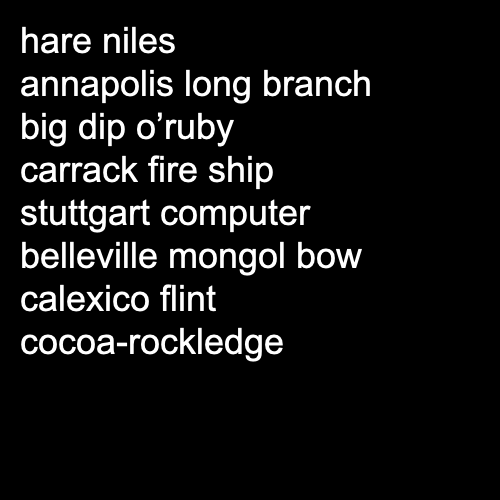 hare niles
annapolis long branch
big dip o’ruby
carrack fire ship
stuttgart computer
belleville mongol bow
calexico flint
cocoa-rockledge